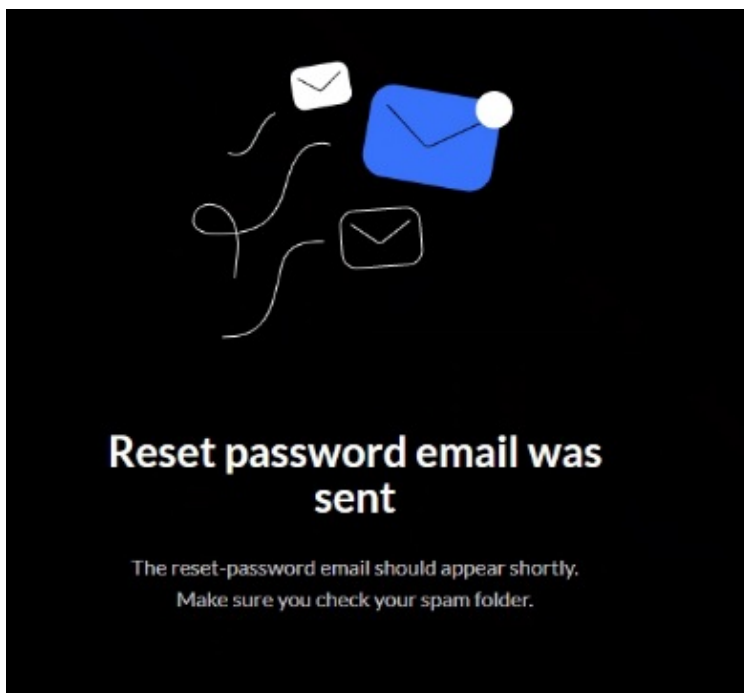 Reset password email was
sent
The reset-password email should appear shortly.
Make sure you check your spam folder.